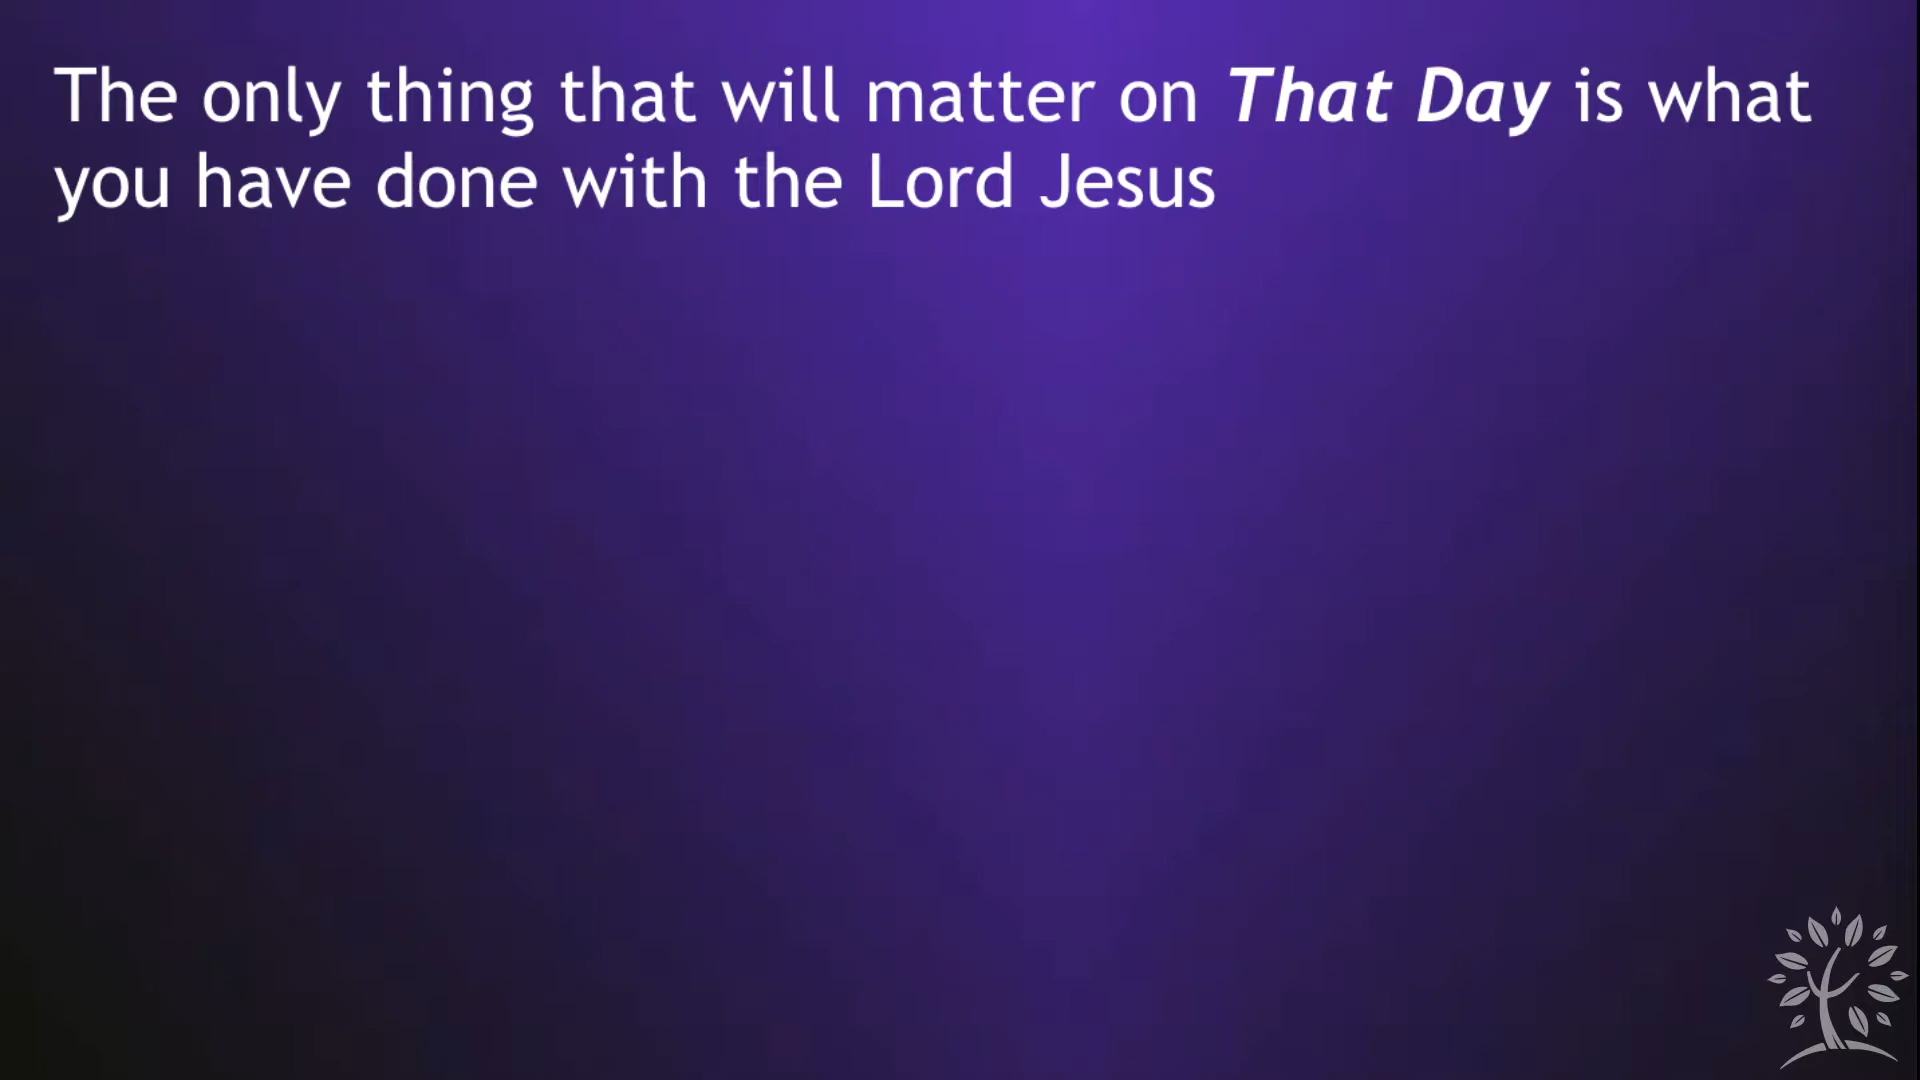 The only thing that will matter on That Day is what
you have done with the Lord Jesus